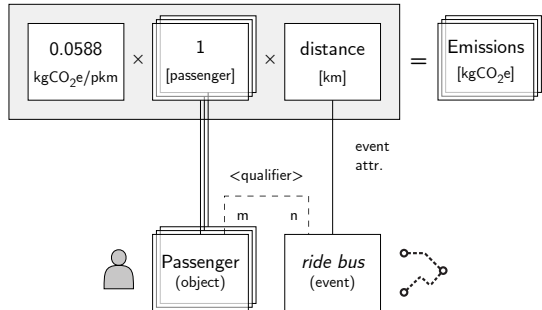 0.0588
kgCO2e/pkm
×
1
[passenger]
×
distance
[km]
=
Emissions
[kgCO2e]
event
attr.
<qualifier>
m
n
Passenger
(object)
ride bus
(event)